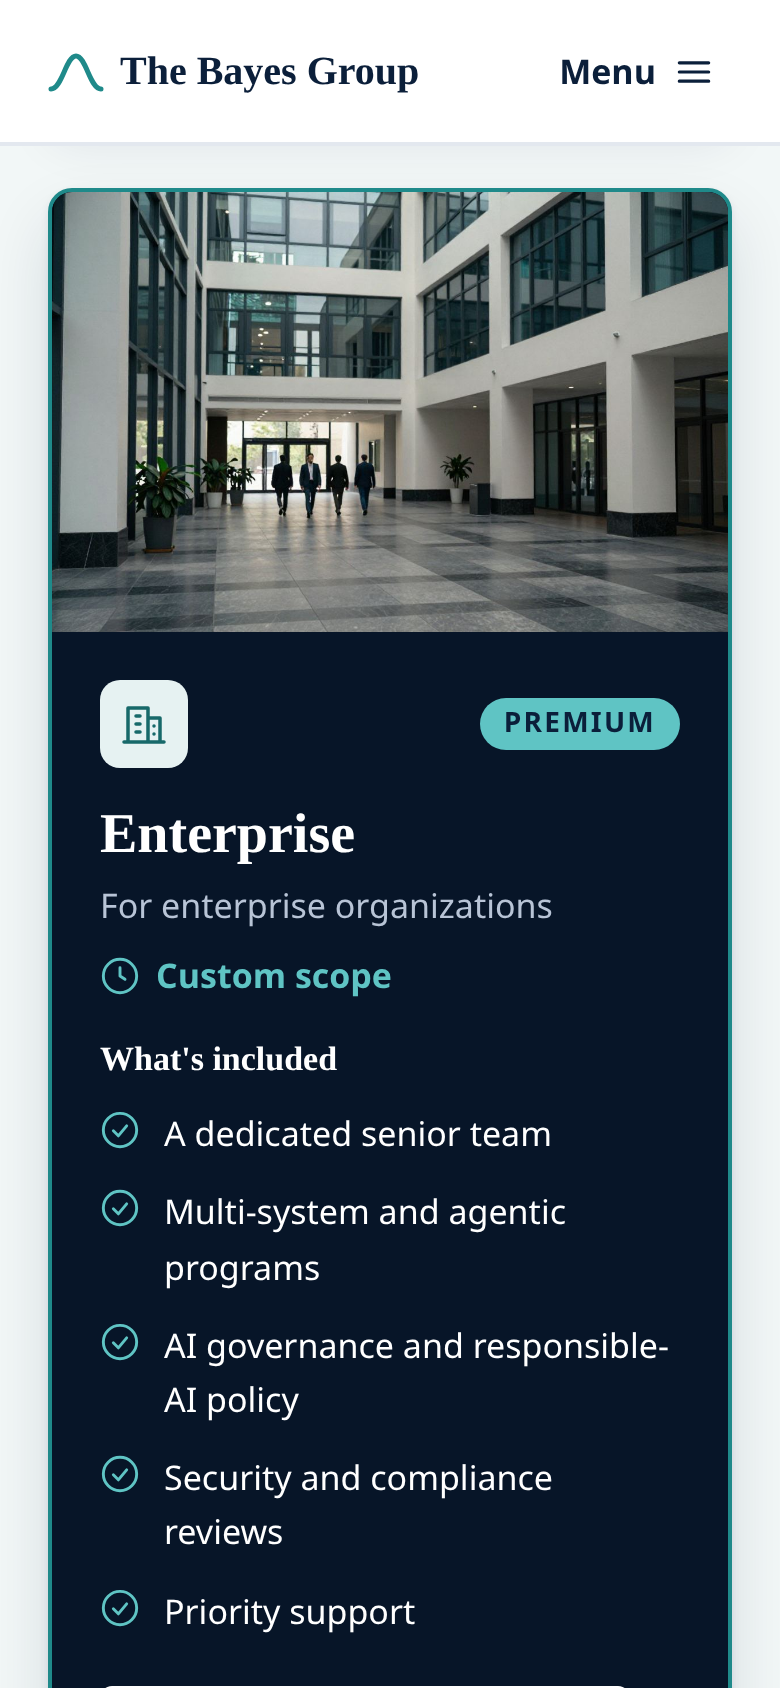 The Bayes Group
Menu
PREMIUM
Enterprise
For enterprise organizations
Custom scope
What's included
A dedicated senior team
Multi-system and agentic
programs
AI governance and responsible-
AI policy
Security and compliance
reviews
Priority support